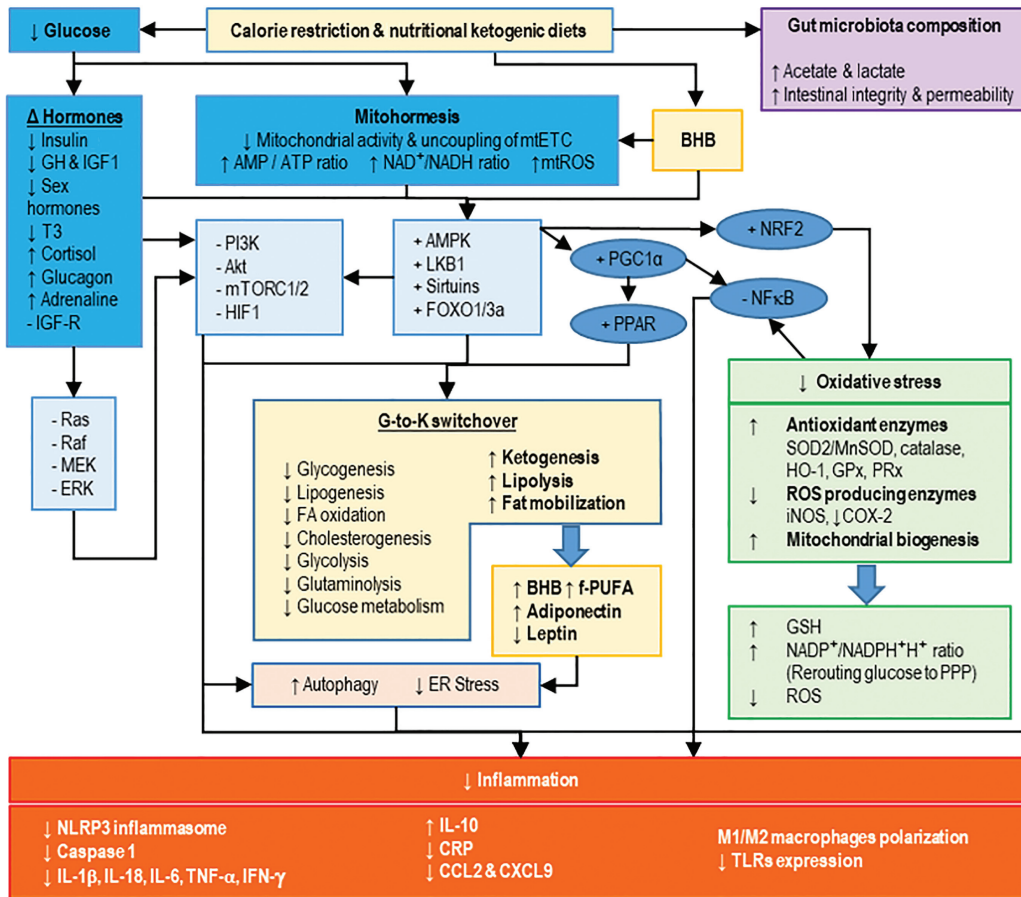 ↓ Glucose
Calorie restriction & nutritional ketogenic diets
Gut microbiota composition
↑ Acetate & lactate
↑ Intestinal integrity & permeability
Δ Hormones
↓ Insulin
↓ GH & IGF1
↓ Sex
hormones
↓ T3
↑ Cortisol
↑ Glucagon
↑ Adrenaline
- IGF-R
Mitohormesis
↓ Mitochondrial activity & uncoupling of mtETC
↑ AMP / ATP ratio ↑ NAD⁺/NADH ratio ↑mtROS
BHB
- PI3K
- Akt
- mTORC1/2
- HIF1
+ AMPK
+ LKB1
+ Sirtuins
+ FOXO1/3a
+ PGC1α
+ PPAR
+ NRF2
- NFκB
- Ras
- Raf
- MEK
- ERK
G-to-K switchover
↓ Glycogenesis
↓ Lipogenesis
↓ FA oxidation
↓ Cholesterogenesis
↓ Glycolysis
↓ Glutaminolysis
↓ Glucose metabolism
↑ Ketogenesis
↑ Lipolysis
↑ Fat mobilization
↑ BHB ↑ f-PUFA
↑ Adiponectin
↓ Leptin
↑ Autophagy ↓ ER Stress
↓ Oxidative stress
↑ Antioxidant enzymes
SOD2/MnSOD, catalase,
HO-1, GPx, PRx
↓ ROS producing enzymes
iNOS, ↓COX-2
↑ Mitochondrial biogenesis
↑ GSH
↑ NADP⁺/NADPH⁺H⁺ ratio
(Rerouting glucose to PPP)
↓ ROS
↓ Inflammation
↓ NLRP3 inflammasome
↓ Caspase 1
↓ IL-1β, IL-18, IL-6, TNF-α, IFN-γ
↑ IL-10
↓ CRP
↓ CCL2 & CXCL9
M1/M2 macrophages polarization
↓ TLRs expression